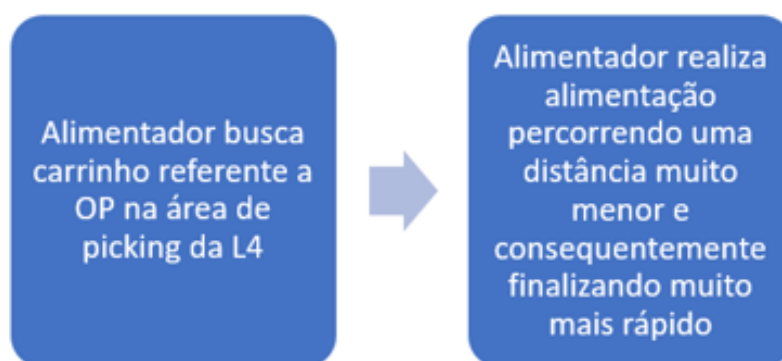 Alimentador busca
carrinho referente a
OP na área de
picking da L4
Alimentador realiza
alimentação
percorrendo uma
distância muito
menor e
consequentemente
finalizando muito
mais rápido